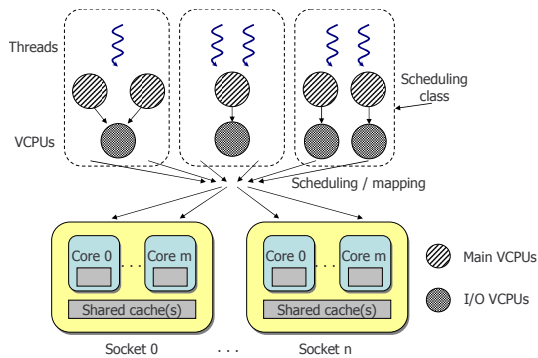 Threads
Scheduling
class
VCPUs
Scheduling / mapping
Core 0
. . .
Core m
Core 0
. . .
Core m
Main VCPUs
Shared cache(s)
Shared cache(s)
I/O VCPUs
Socket 0
. . .
Socket n